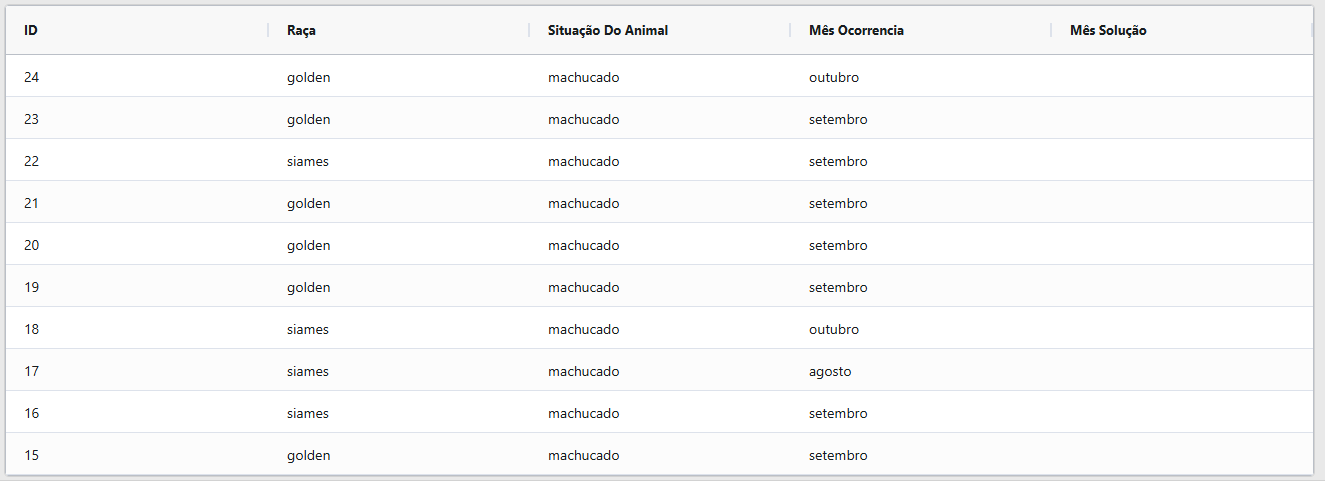 ID Raça Situação Do Animal Mês Ocorrencia Mês Solução
24 golden machucado outubro
23 golden machucado setembro
22 siames machucado setembro
21 golden machucado setembro
20 golden machucado setembro
19 golden machucado setembro
18 siames machucado outubro
17 siames machucado agosto
16 siames machucado setembro
15 golden machucado setembro